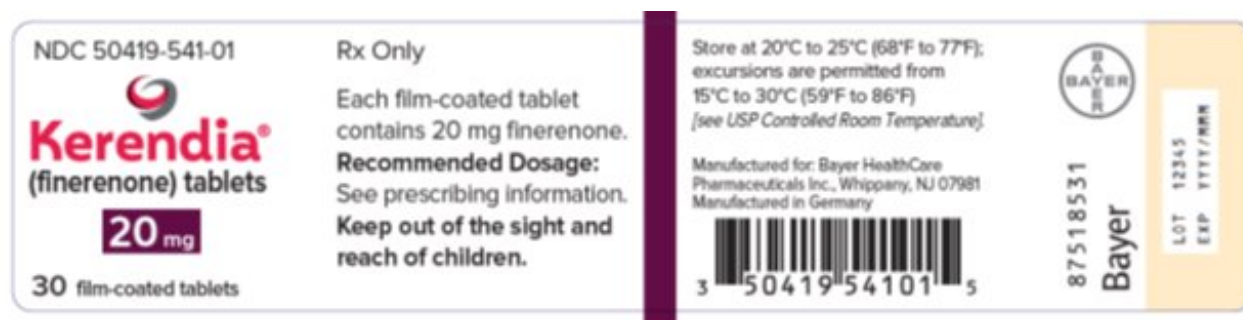 NDC 50419-541-01
Kerendia®
(finerenone) tablets
20 mg
30 film-coated tablets
Rx Only
Each film-coated tablet
contains 20 mg finerenone.
Recommended Dosage:
See prescribing information.
Keep out of the sight and
reach of children.
Store at 20°C to 25°C (68°F to 77°F);
excursions are permitted from
15°C to 30°C (59°F to 86°F)
[see USP Controlled Room Temperature].
Manufactured for: Bayer HealthCare
Pharmaceuticals Inc., Whippany, NJ 07981
Manufactured in Germany
3 50419 54101 5
BAYER
BAYER
87518531
Bayer
LOT 12345
EXP YYYY/MMM